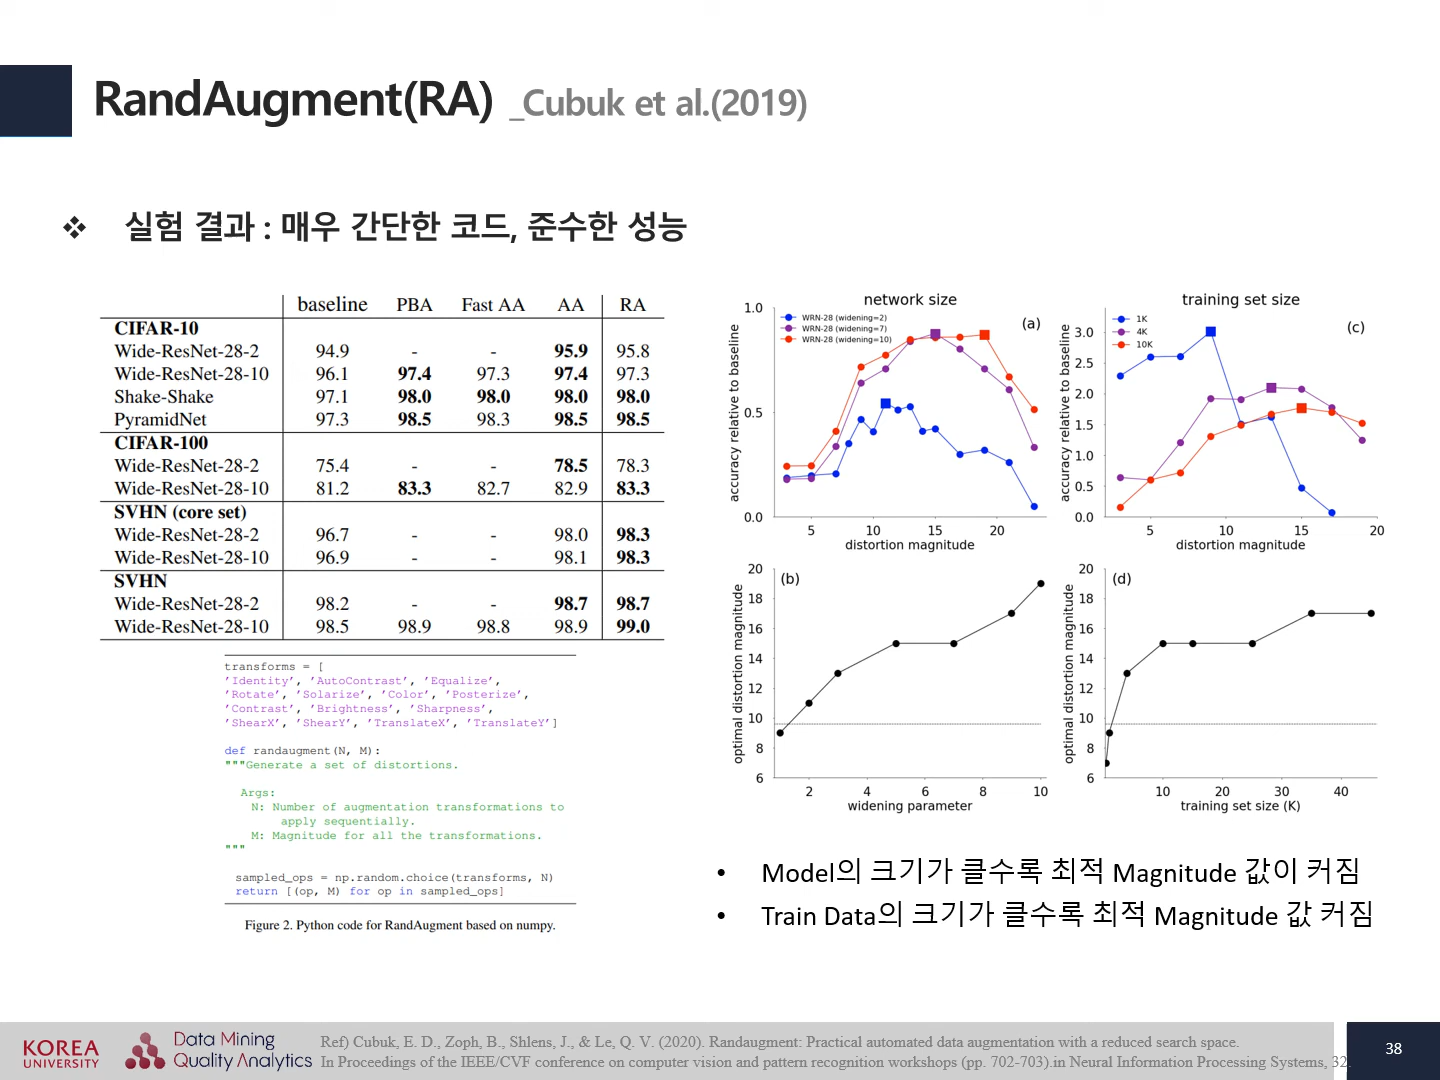 RandAugment(RA) _Cubuk et al.(2019)
❖ 실험 결과 : 매우 간단한 코드, 준수한 성능
baseline PBA Fast AA AA RA
CIFAR-10
Wide-ResNet-28-2 94.9 - - 95.9 95.8
Wide-ResNet-28-10 96.1 97.4 97.3 97.4 97.3
Shake-Shake 97.1 98.0 98.0 98.0 98.0
PyramidNet 97.3 98.5 98.3 98.5 98.5
CIFAR-100
Wide-ResNet-28-2 75.4 - - 78.5 78.3
Wide-ResNet-28-10 81.2 83.3 82.7 82.9 83.3
SVHN (core set)
Wide-ResNet-28-2 96.7 - - 98.0 98.3
Wide-ResNet-28-10 96.9 - - 98.1 98.3
SVHN
Wide-ResNet-28-2 98.2 - - 98.7 98.7
Wide-ResNet-28-10 98.5 98.9 98.8 98.9 99.0
transforms = [
’Identity’, ’AutoContrast’, ’Equalize’,
’Rotate’, ’Solarize’, ’Color’, ’Posterize’,
’Contrast’, ’Brightness’, ’Sharpness’,
’ShearX’, ’ShearY’, ’TranslateX’, ’TranslateY’]
def randaugment(N, M):
"""Generate a set of distortions.
Args:
N: Number of augmentation transformations to
apply sequentially.
M: Magnitude for all the transformations.
"""
sampled_ops = np.random.choice(transforms, N)
return [(op, M) for op in sampled_ops]
Figure 2. Python code for RandAugment based on numpy.
network size
(a)
WRN-28 (widening=2)
WRN-28 (widening=7)
WRN-28 (widening=10)
accuracy relative to baseline
1.0
0.5
0.0
5 10 15 20
distortion magnitude
training set size
(c)
1K
4K
10K
accuracy relative to baseline
3.0
2.5
2.0
1.5
1.0
0.5
0.0
5 10 15 20
distortion magnitude
(b)
optimal distortion magnitude
20
18
16
14
12
10
8
6
2 4 6 8 10
widening parameter
(d)
optimal distortion magnitude
20
18
16
14
12
10
8
6
10 20 30 40
training set size (K)
• Model의 크기가 클수록 최적 Magnitude 값이 커짐
• Train Data의 크기가 클수록 최적 Magnitude 값 커짐
KOREA
UNIVERSITY
Data Mining
Quality Analytics
Ref) Cubuk, E. D., Zoph, B., Shlens, J., & Le, Q. V. (2020). Randaugment: Practical automated data augmentation with a reduced search space.
In Proceedings of the IEEE/CVF conference on computer vision and pattern recognition workshops (pp. 702-703).in Neural Information Processing Systems, 32.
38